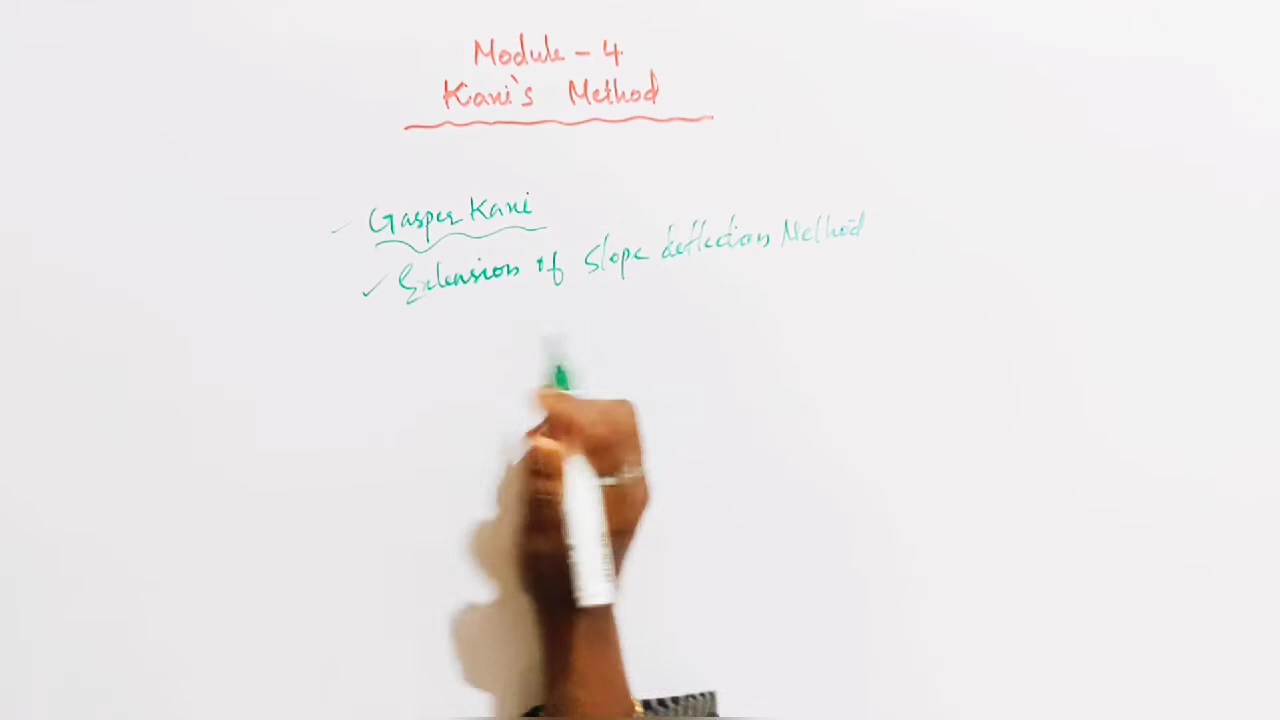 Module - 4
Kani's Method
Gasper Kani
✓ Extension of Slope deflection Method